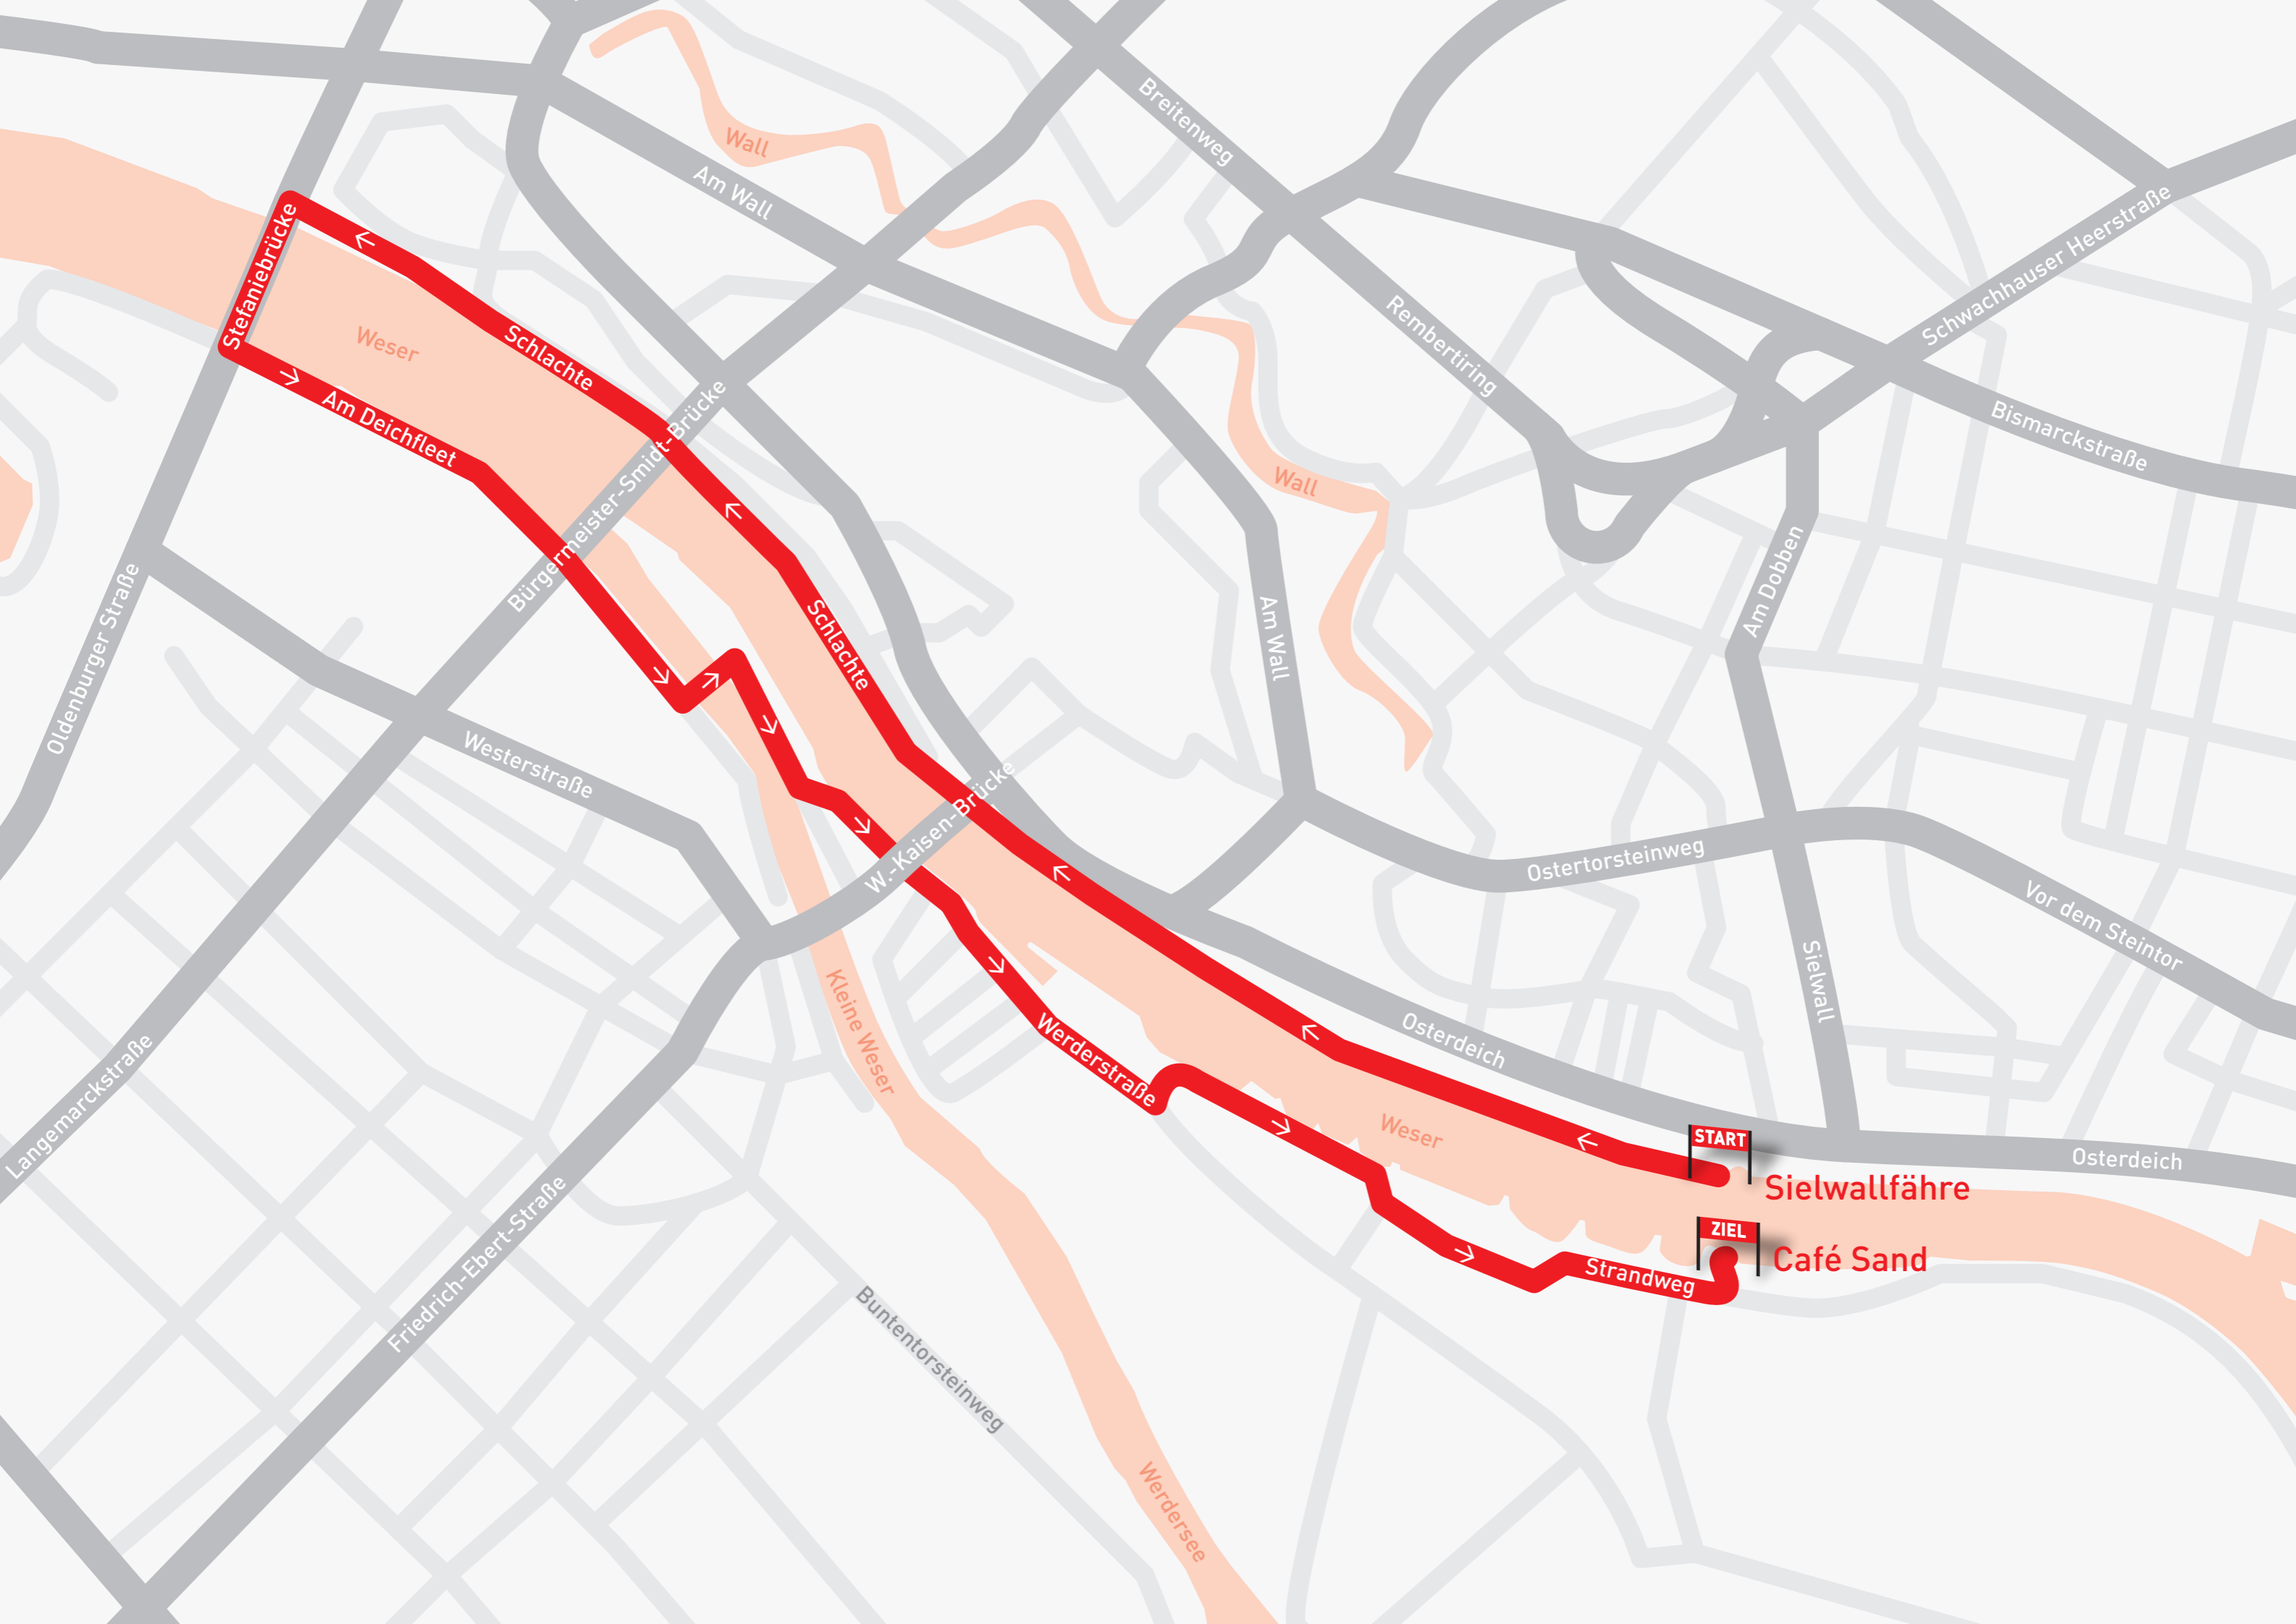 Breitenweg
Wall
Am Wall
Schwachhauser Heerstraße
Stefaniebrücke
Weser
Schlachte
Rembertiring
Am Deichfleet
Bürgermeister-Smidt-Brücke
Bismarckstraße
Wall
Oldenburger Straße
Am Dobben
Am Wall
Schlachte
Westerstraße
W.-Kaisen-Brücke
Ostertorsteinweg
Vor dem Steintor
Sielwall
Kleine Weser
Langemarckstraße
Werderstraße
Osterdeich
Weser
START
Osterdeich
Sielwallfähre
ZIEL
Café Sand
Strandweg
Friedrich-Ebert-Straße
Buntentorsteinweg
Werdersee